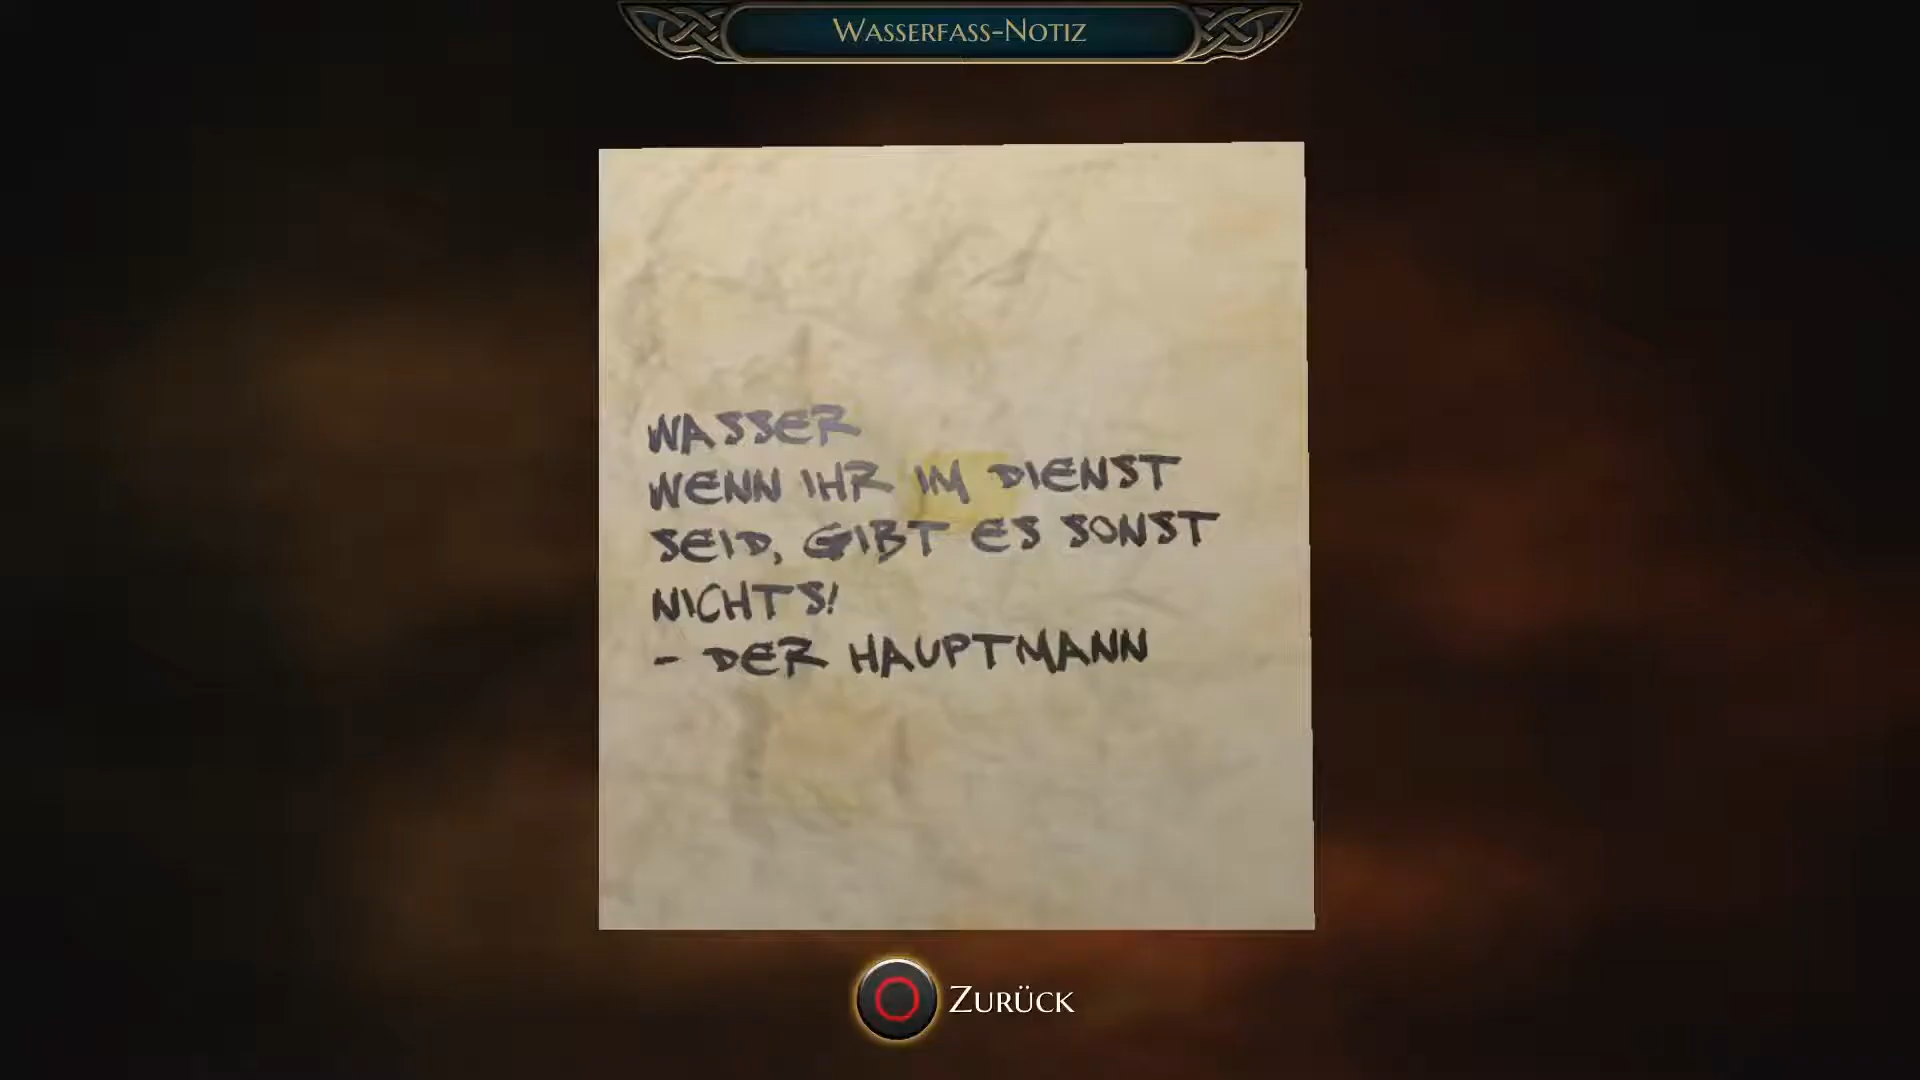 Wasserfass-Notiz
WASSER
WENN IHR IM DIENST
SEID, GIBT ES SONST
NICHTS!
- DER HAUPTMANN
Zurück